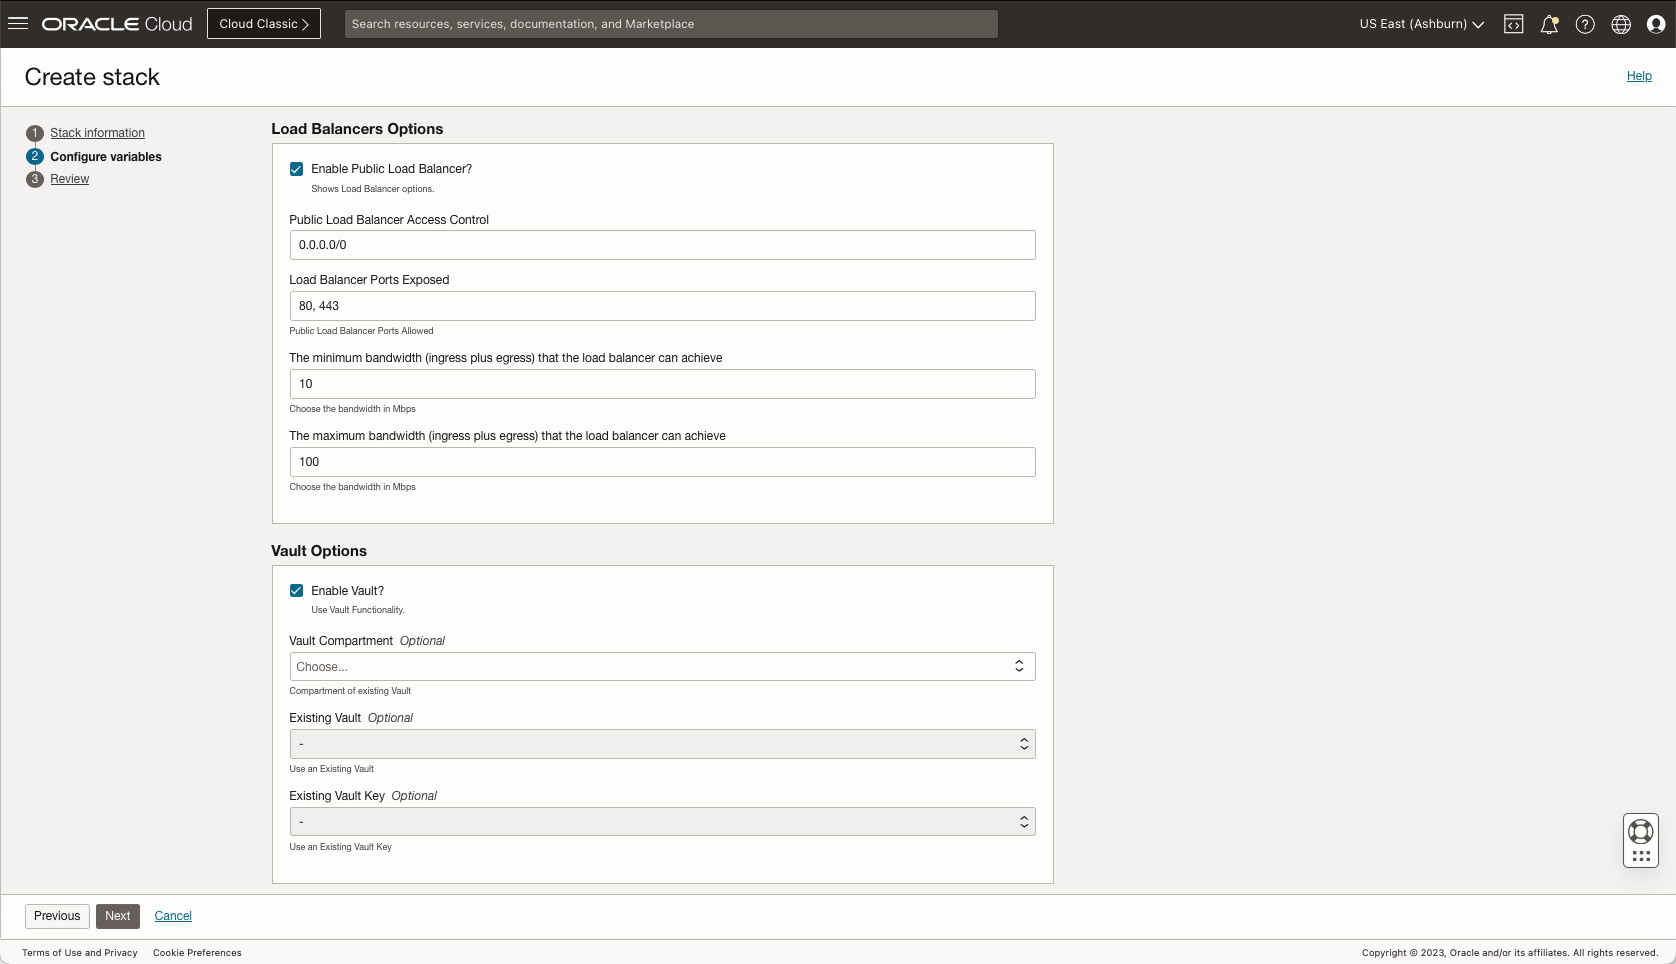 ORACLE Cloud
Cloud Classic
Search resources, services, documentation, and Marketplace
US East (Ashburn)
Create stack
Help
1 Stack information
2 Configure variables
3 Review
Load Balancers Options
Enable Public Load Balancer?
Shows Load Balancer options.
Public Load Balancer Access Control
0.0.0.0/0
Load Balancer Ports Exposed
80, 443
Public Load Balancer Ports Allowed
The minimum bandwidth (ingress plus egress) that the load balancer can achieve
10
Choose the bandwidth in Mbps
The maximum bandwidth (ingress plus egress) that the load balancer can achieve
100
Choose the bandwidth in Mbps
Vault Options
Enable Vault?
Use Vault Functionality.
Vault Compartment Optional
Choose...
Compartment of existing Vault
Existing Vault Optional
-
Use an Existing Vault
Existing Vault Key Optional
-
Use an Existing Vault Key
Previous Next Cancel
Terms of Use and Privacy Cookie Preferences
Copyright © 2023, Oracle and/or its affiliates. All rights reserved.